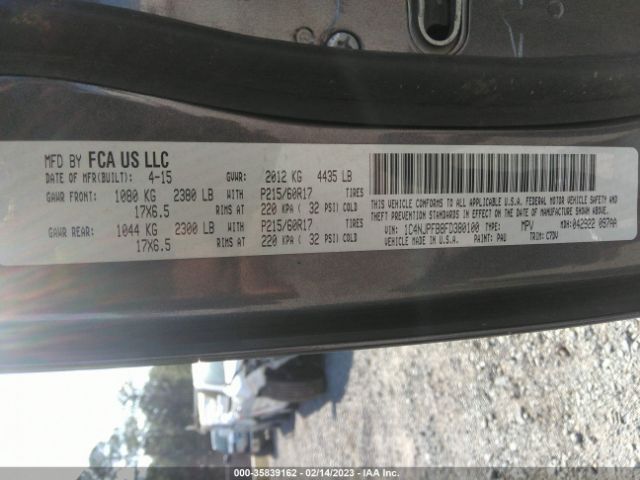 MFD BY FCA US LLC
DATE OF MFR(BUILT): 4-15 GVWR: 2012 KG 4435 LB
GAWR FRONT: 1080 KG 2380 LB WITH P215/60R17 TIRES
17X6.5 RIMS AT 220 KPA ( 32 PSI) COLD
GAWR REAR: 1044 KG 2300 LB WITH P215/60R17 TIRES
17X6.5 RIMS AT 220 KPA ( 32 PSI) COLD
THIS VEHICLE CONFORMS TO ALL APPLICABLE U.S.A. FEDERAL MOTOR VEHICLE SAFETY AND
THEFT PREVENTION STANDARDS IN EFFECT ON THE DATE OF MANUFACTURE SHOWN ABOVE.
VIN: 1C4NJPFB8FD380100 TYPE: MPV MDH: 042922 097AA
VEHICLE MADE IN U.S.A. PAINT: PAU TRIM: C7DV
000-35839162 - 02/14/2023 - IAA Inc.